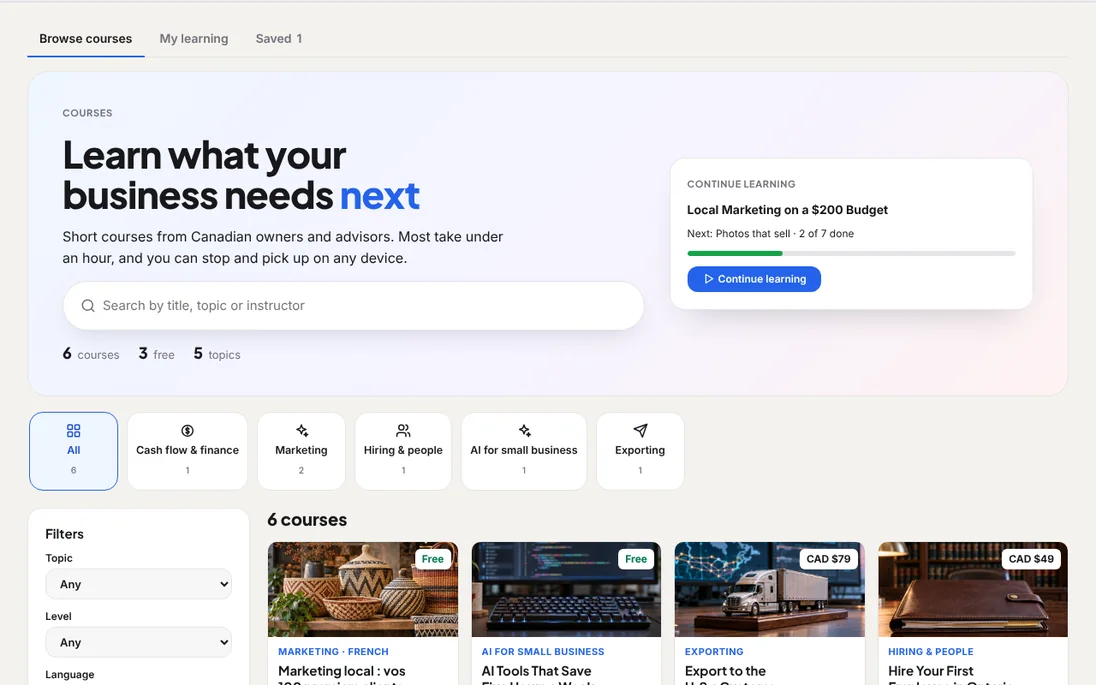 Browse courses
My learning
Saved 1
COURSES
Learn what your
business needs next
Short courses from Canadian owners and advisors. Most take under
an hour, and you can stop and pick up on any device.
Search by title, topic or instructor
6 courses 3 free 5 topics
CONTINUE LEARNING
Local Marketing on a $200 Budget
Next: Photos that sell · 2 of 7 done
Continue learning
All
6
Cash flow & finance
1
Marketing
2
Hiring & people
1
AI for small business
1
Exporting
1
Filters
Topic
Any
Level
Any
Language
6 courses
Free
MARKETING · FRENCH
Marketing local : vos
Free
AI FOR SMALL BUSINESS
AI Tools That Save
CAD $79
EXPORTING
Export to the
CAD $49
HIRING & PEOPLE
Hire Your First